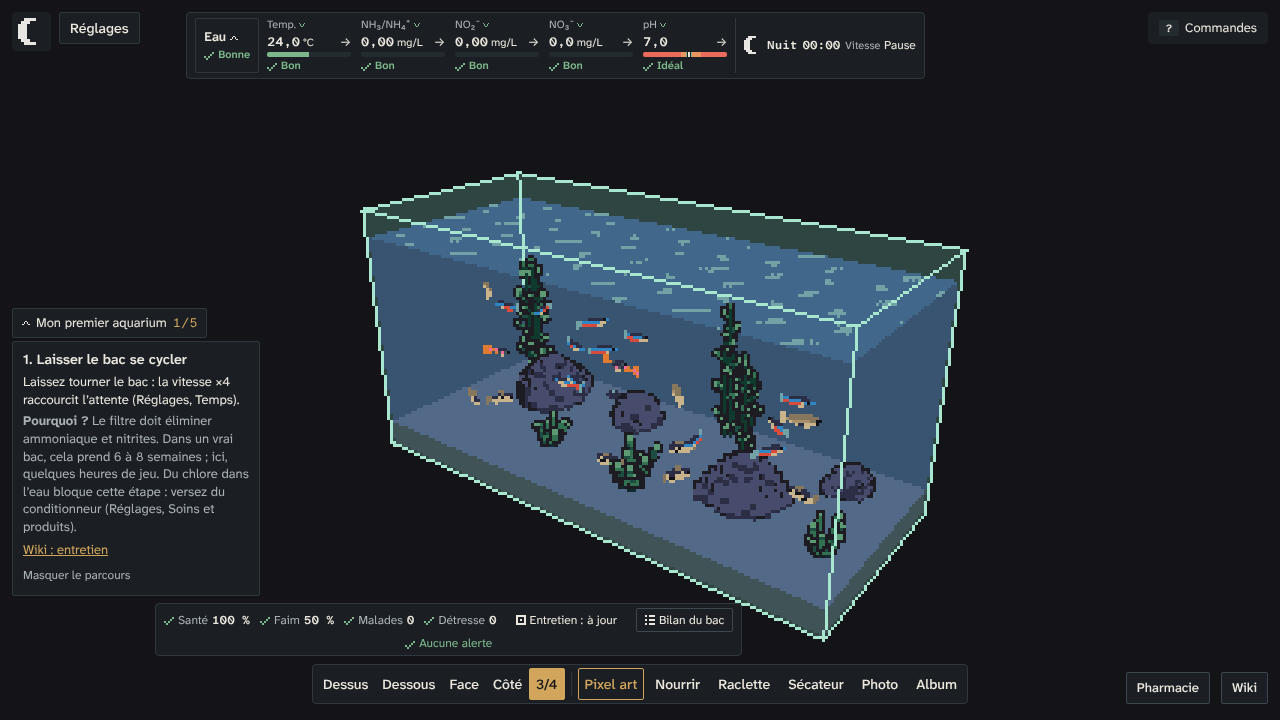 Réglages
Eau
Bonne
Temp.
24,0 °C
Bon
NH₃/NH₄⁺
0,00 mg/L
Bon
NO₂⁻
0,00 mg/L
Bon
NO₃⁻
0,0 mg/L
Bon
pH
7,0
Idéal
Nuit 00:00 Vitesse Pause
? Commandes
Mon premier aquarium 1/5
1. Laisser le bac se cycler
Laissez tourner le bac : la vitesse ×4
raccourcit l'attente (Réglages, Temps).
Pourquoi ? Le filtre doit éliminer
ammoniaque et nitrites. Dans un vrai
bac, cela prend 6 à 8 semaines ; ici,
quelques heures de jeu. Du chlore dans
l'eau bloque cette étape : versez du
conditionneur (Réglages, Soins et
produits).
Wiki : entretien
Masquer le parcours
Santé 100 % Faim 50 % Malades 0 Détresse 0 Entretien : à jour Bilan du bac
Aucune alerte
Dessus Dessous Face Côté 3/4 Pixel art Nourrir Raclette Sécateur Photo Album
Pharmacie Wiki